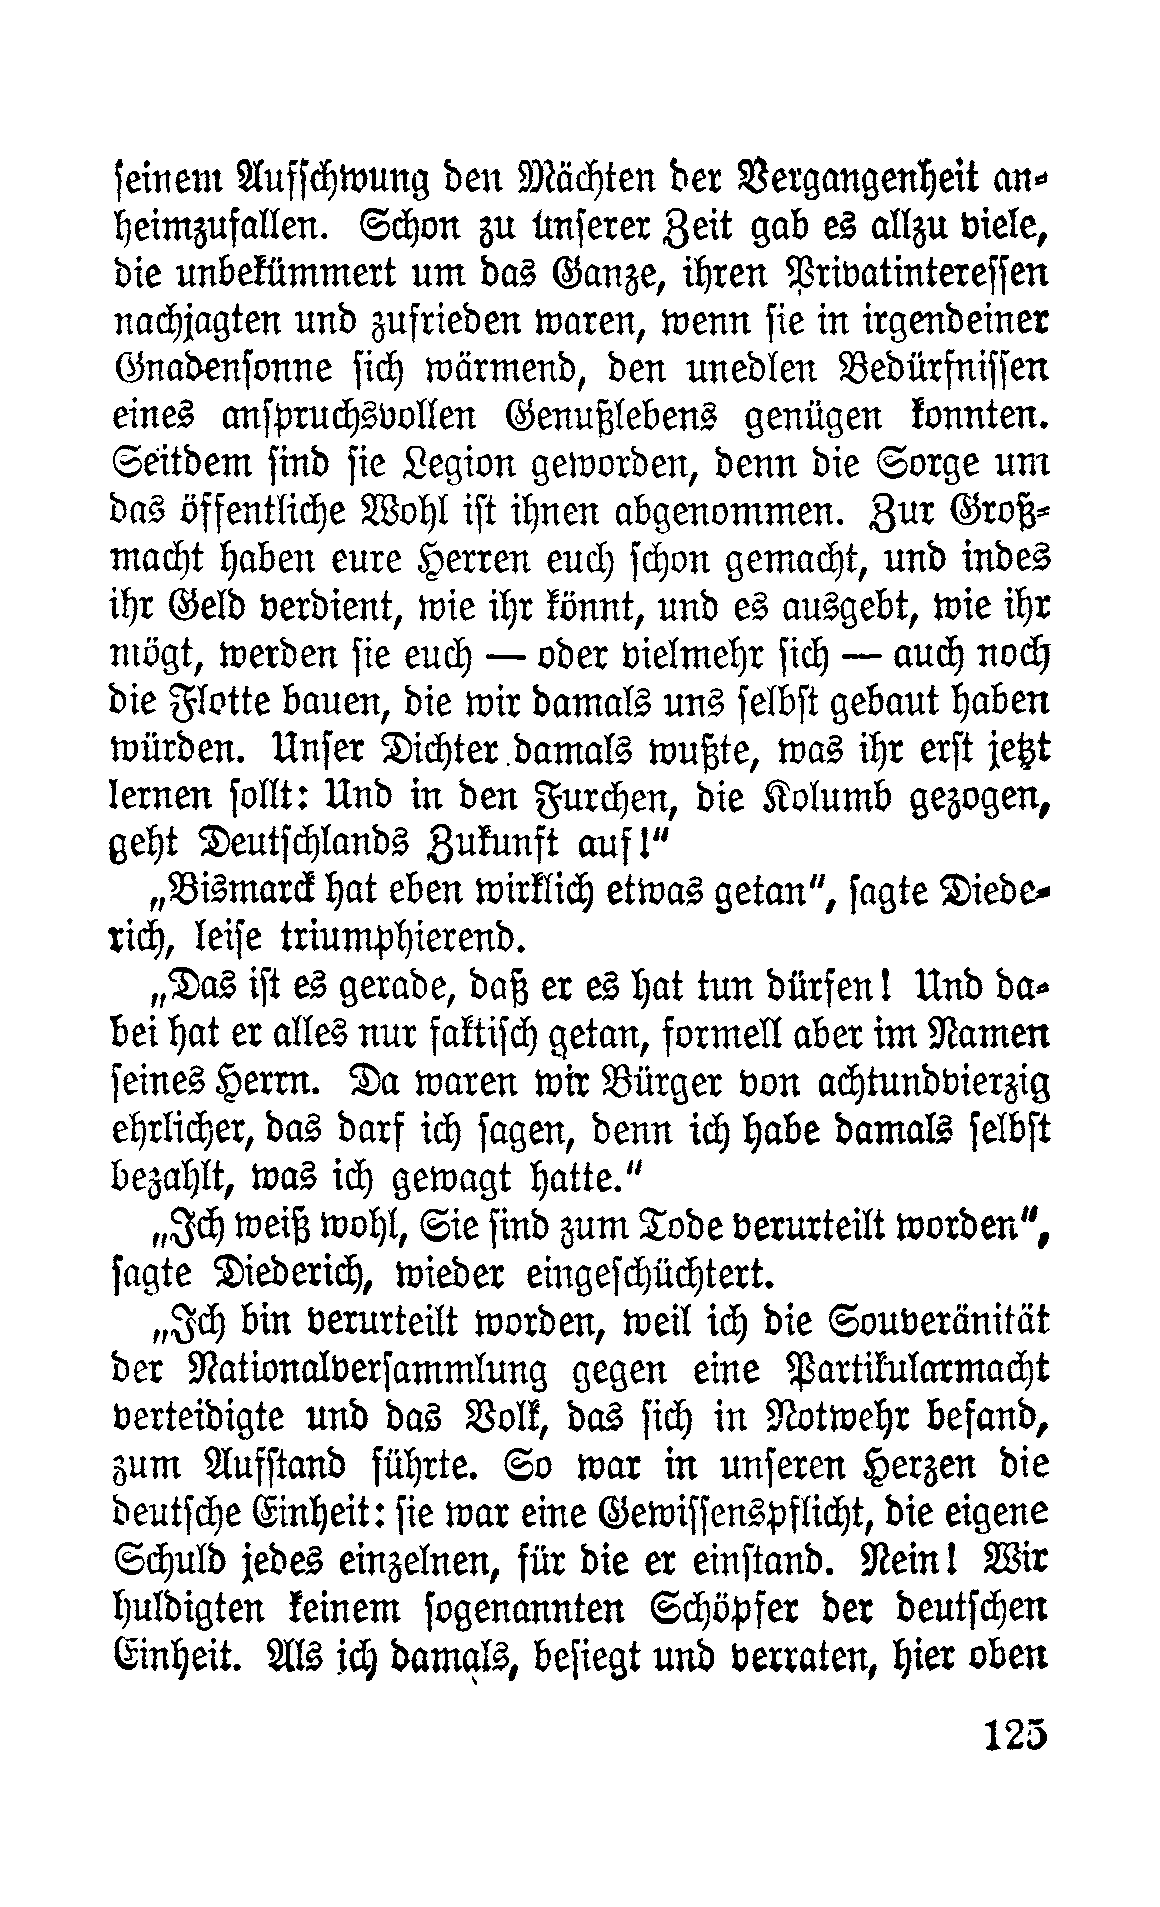 seinem Aufschwung den Mächten der Vergangenheit an-
heimzufallen. Schon zu unserer Zeit gab es allzu viele,
die unbekümmert um das Ganze, ihren Privatinteressen
nachjagten und zufrieden waren, wenn sie in irgendeiner
Gnadensonne sich wärmend, den unedlen Bedürfnissen
eines anspruchsvollen Genußlebens genügen konnten.
Seitdem sind sie Legion geworden, denn die Sorge um
das öffentliche Wohl ist ihnen abgenommen. Zur Groß-
macht haben eure Herren euch schon gemacht, und indes
ihr Geld verdient, wie ihr könnt, und es ausgebt, wie ihr
mögt, werden sie euch — oder vielmehr sich — auch noch
die Flotte bauen, die wir damals uns selbst gebaut haben
würden. Unser Dichter damals wußte, was ihr erst jetzt
lernen sollt: Und in den Furchen, die Kolumb gezogen,
geht Deutschlands Zukunft auf!“
„Bismarck hat eben wirklich etwas getan“, sagte Diede-
rich, leise triumphierend.
„Das ist es gerade, daß er es hat tun dürfen! Und da-
bei hat er alles nur faktisch getan, formell aber im Namen
seines Herrn. Da waren wir Bürger von achtundvierzig
ehrlicher, das darf ich sagen, denn ich habe damals selbst
bezahlt, was ich gewagt hatte.“
„Ich weiß wohl, Sie sind zum Tode verurteilt worden“,
sagte Diederich, wieder eingeschüchtert.
„Ich bin verurteilt worden, weil ich die Souveränität
der Nationalversammlung gegen eine Partikularmacht
verteidigte und das Volk, das sich in Notwehr befand,
zum Aufstand führte. So war in unseren Herzen die
deutsche Einheit: sie war eine Gewissenspflicht, die eigene
Schuld jedes einzelnen, für die er einstand. Nein! Wir
huldigten keinem sogenannten Schöpfer der deutschen
Einheit. Als ich damals, besiegt und verraten, hier oben
125